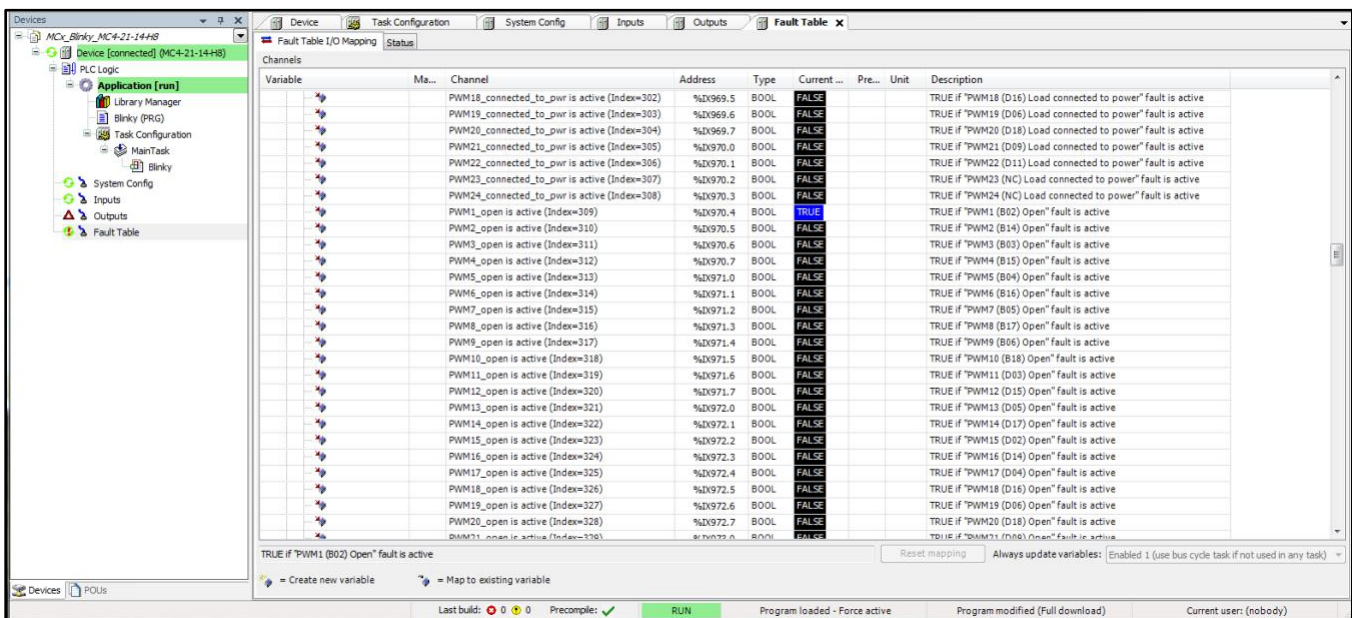 Devices
MCx_Blinky_MC4-21-14-H8
Device [connected] (MC4-21-14-H8)
PLC Logic
Application [run]
Library Manager
Blinky (PRG)
Task Configuration
MainTask
Blinky
System Config
Inputs
Outputs
Fault Table
Devices POUs
Device Task Configuration System Config Inputs Outputs Fault Table
Fault Table I/O Mapping Status
Channels
Variable Ma... Channel Address Type Current ... Pre... Unit Description
PWM18_connected_to_pwr is active (Index=302) %IX969.5 BOOL FALSE TRUE if "PWM18 (D16) Load connected to power" fault is active
PWM19_connected_to_pwr is active (Index=303) %IX969.6 BOOL FALSE TRUE if "PWM19 (D06) Load connected to power" fault is active
PWM20_connected_to_pwr is active (Index=304) %IX969.7 BOOL FALSE TRUE if "PWM20 (D18) Load connected to power" fault is active
PWM21_connected_to_pwr is active (Index=305) %IX970.0 BOOL FALSE TRUE if "PWM21 (D09) Load connected to power" fault is active
PWM22_connected_to_pwr is active (Index=306) %IX970.1 BOOL FALSE TRUE if "PWM22 (D11) Load connected to power" fault is active
PWM23_connected_to_pwr is active (Index=307) %IX970.2 BOOL FALSE TRUE if "PWM23 (NC) Load connected to power" fault is active
PWM24_connected_to_pwr is active (Index=308) %IX970.3 BOOL FALSE TRUE if "PWM24 (NC) Load connected to power" fault is active
PWM1_open is active (Index=309) %IX970.4 BOOL TRUE TRUE if "PWM1 (B02) Open" fault is active
PWM2_open is active (Index=310) %IX970.5 BOOL FALSE TRUE if "PWM2 (B14) Open" fault is active
PWM3_open is active (Index=311) %IX970.6 BOOL FALSE TRUE if "PWM3 (B03) Open" fault is active
PWM4_open is active (Index=312) %IX970.7 BOOL FALSE TRUE if "PWM4 (B15) Open" fault is active
PWM5_open is active (Index=313) %IX971.0 BOOL FALSE TRUE if "PWM5 (B04) Open" fault is active
PWM6_open is active (Index=314) %IX971.1 BOOL FALSE TRUE if "PWM6 (B16) Open" fault is active
PWM7_open is active (Index=315) %IX971.2 BOOL FALSE TRUE if "PWM7 (B05) Open" fault is active
PWM8_open is active (Index=316) %IX971.3 BOOL FALSE TRUE if "PWM8 (B17) Open" fault is active
PWM9_open is active (Index=317) %IX971.4 BOOL FALSE TRUE if "PWM9 (B06) Open" fault is active
PWM10_open is active (Index=318) %IX971.5 BOOL FALSE TRUE if "PWM10 (B18) Open" fault is active
PWM11_open is active (Index=319) %IX971.6 BOOL FALSE TRUE if "PWM11 (D03) Open" fault is active
PWM12_open is active (Index=320) %IX971.7 BOOL FALSE TRUE if "PWM12 (D15) Open" fault is active
PWM13_open is active (Index=321) %IX972.0 BOOL FALSE TRUE if "PWM13 (D05) Open" fault is active
PWM14_open is active (Index=322) %IX972.1 BOOL FALSE TRUE if "PWM14 (D17) Open" fault is active
PWM15_open is active (Index=323) %IX972.2 BOOL FALSE TRUE if "PWM15 (D02) Open" fault is active
PWM16_open is active (Index=324) %IX972.3 BOOL FALSE TRUE if "PWM16 (D14) Open" fault is active
PWM17_open is active (Index=325) %IX972.4 BOOL FALSE TRUE if "PWM17 (D04) Open" fault is active
PWM18_open is active (Index=326) %IX972.5 BOOL FALSE TRUE if "PWM18 (D16) Open" fault is active
PWM19_open is active (Index=327) %IX972.6 BOOL FALSE TRUE if "PWM19 (D06) Open" fault is active
PWM20_open is active (Index=328) %IX972.7 BOOL FALSE TRUE if "PWM20 (D18) Open" fault is active
PWM21_open is active (Index=329) %IX973.0 BOOL FALSE TRUE if "PWM21 (D09) Open" fault is active
TRUE if "PWM1 (B02) Open" fault is active Reset mapping Always update variables: Enabled 1 (use bus cycle task if not used in any task)
= Create new variable = Map to existing variable
Last build: 0 0 Precompile: RUN Program loaded - Force active Program modified (Full download) Current user: (nobody)